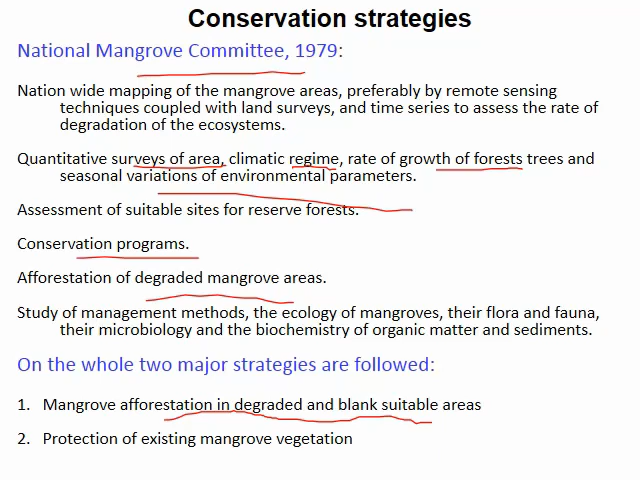 Conservation strategies
National Mangrove Committee, 1979:
Nation wide mapping of the mangrove areas, preferably by remote sensing
techniques coupled with land surveys, and time series to assess the rate of
degradation of the ecosystems.
Quantitative surveys of area, climatic regime, rate of growth of forests trees and
seasonal variations of environmental parameters.
Assessment of suitable sites for reserve forests.
Conservation programs.
Afforestation of degraded mangrove areas.
Study of management methods, the ecology of mangroves, their flora and fauna,
their microbiology and the biochemistry of organic matter and sediments.
On the whole two major strategies are followed:
1. Mangrove afforestation in degraded and blank suitable areas
2. Protection of existing mangrove vegetation